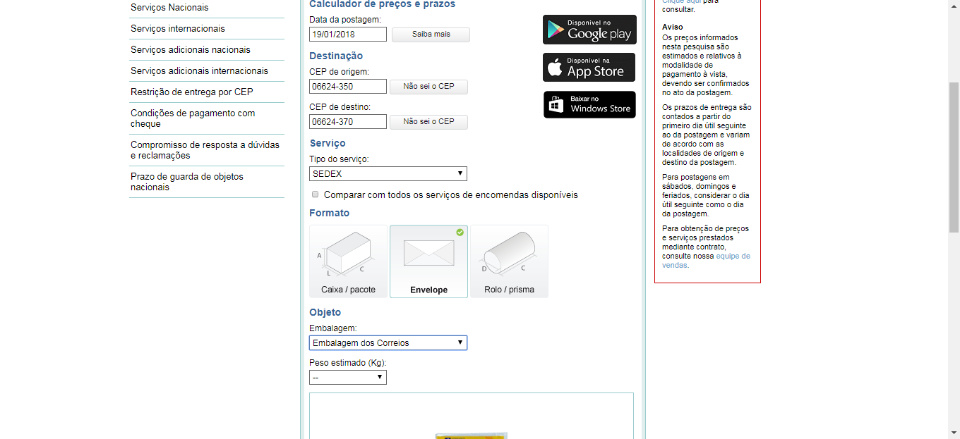 Serviços Nacionais
Serviços internacionais
Serviços adicionais nacionais
Serviços adicionais internacionais
Restrição de entrega por CEP
Condições de pagamento com
cheque
Compromisso de resposta a dúvidas
e reclamações
Prazo de guarda de objetos
nacionais
Calculador de preços e prazos
Data da postagem:
19/01/2018
Saiba mais
Destinação
CEP de origem:
06624-350
Não sei o CEP
CEP de destino:
06624-370
Não sei o CEP
Serviço
Tipo do serviço:
SEDEX
Comparar com todos os serviços de encomendas disponíveis
Formato
A
L
C
Caixa / pacote
Envelope
D
C
Rolo / prisma
Objeto
Embalagem:
Embalagem dos Correios
Peso estimado (Kg):
--
Disponível no
Google play
Disponível na
App Store
Baixar no
Windows Store
Clique aqui para
consultar.
Aviso
Os preços informados
nesta pesquisa são
estimados e relativos à
modalidade de
pagamento à vista,
devendo ser confirmados
no ato da postagem.
Os prazos de entrega são
contados a partir do
primeiro dia útil seguinte
ao da postagem e variam
de acordo com as
localidades de origem e
destino da postagem.
Para postagens em
sábados, domingos e
feriados, considerar o dia
útil seguinte como o dia
da postagem.
Para obtenção de preços
e serviços prestados
mediante contrato,
consulte nossa equipe de
vendas.